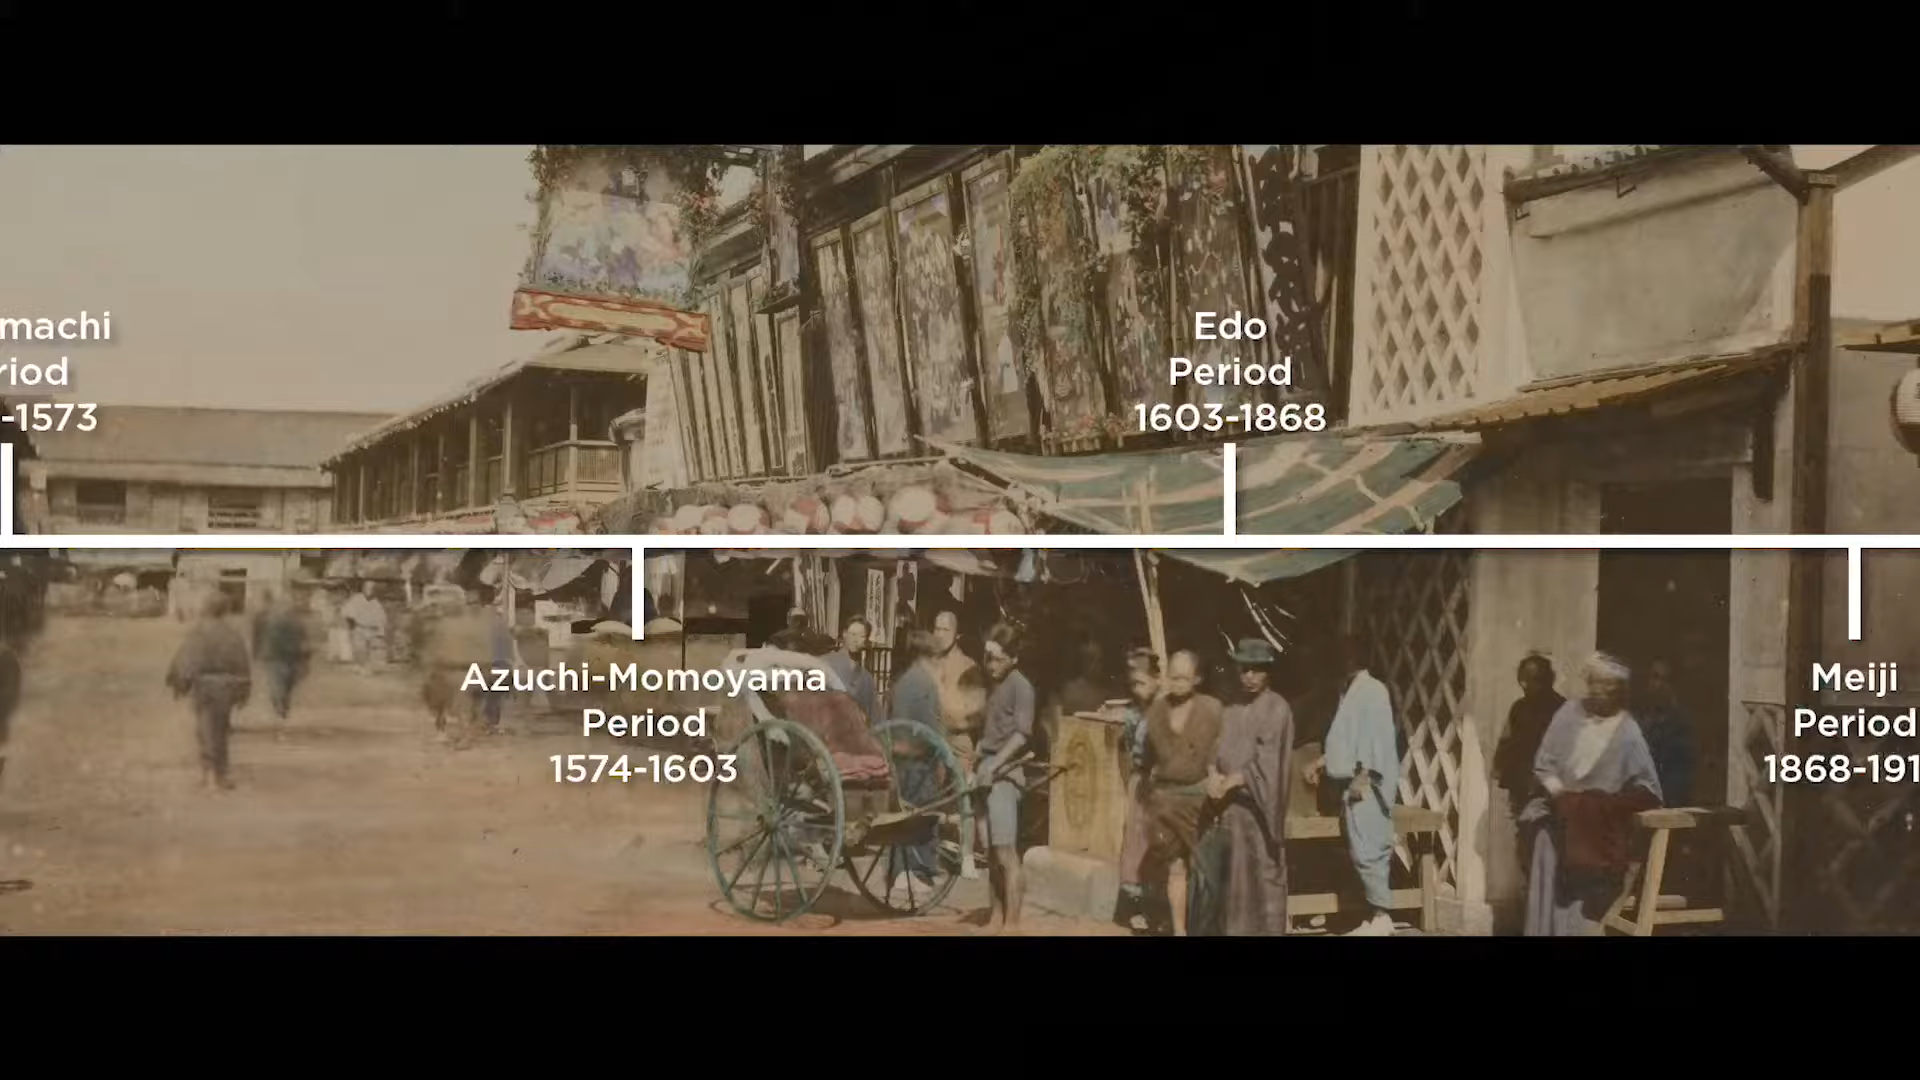 machi
riod
-1573
Azuchi-Momoyama
Period
1574-1603
Edo
Period
1603-1868
Meiji
Period
1868-191